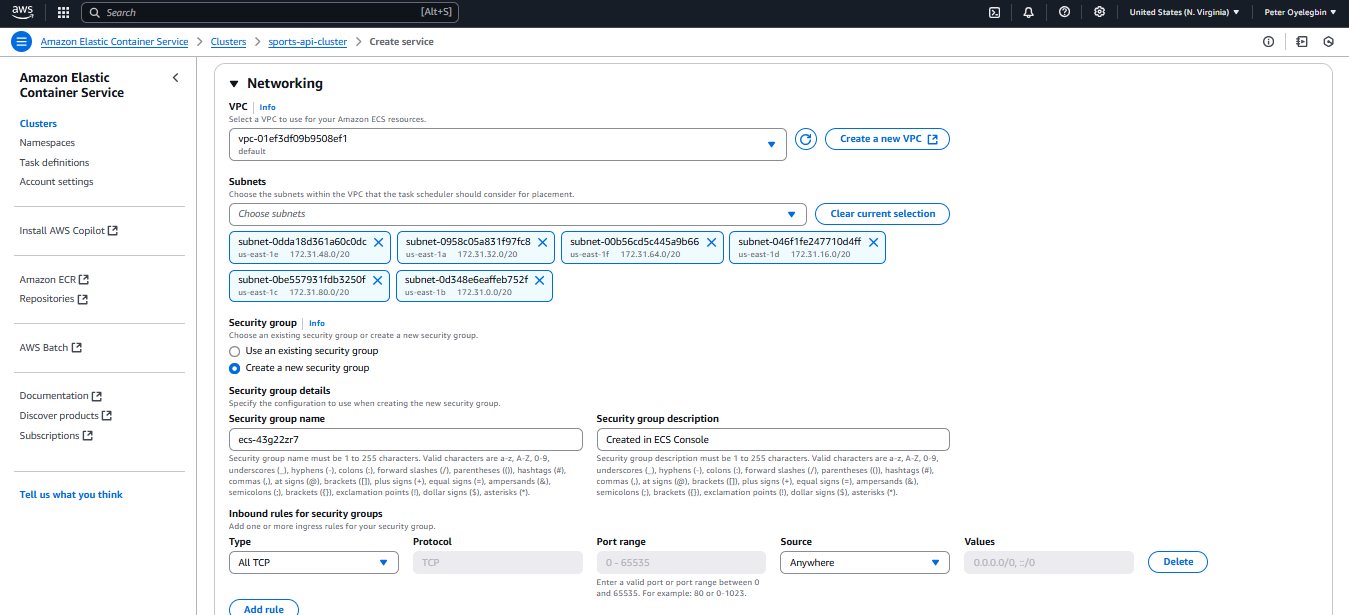 aws
Search [Alt+S]
United States (N. Virginia)
Peter Oyelegbin
Amazon Elastic Container Service
Clusters
sports-api-cluster
Create service
Amazon Elastic
Container Service
Clusters
Namespaces
Task definitions
Account settings
Install AWS Copilot
Amazon ECR
Repositories
AWS Batch
Documentation
Discover products
Subscriptions
Tell us what you think
Networking
VPC Info
Select a VPC to use for your Amazon ECS resources.
vpc-01ef3df09b9508ef1
default
Create a new VPC
Subnets
Choose the subnets within the VPC that the task scheduler should consider for placement.
Choose subnets
Clear current selection
subnet-0dda18d361a60c0dc
us-east-1e 172.31.48.0/20
subnet-0958c05a831f97fc8
us-east-1a 172.31.32.0/20
subnet-00b56cd5c445a9b66
us-east-1f 172.31.64.0/20
subnet-046f1fe247710d4ff
us-east-1d 172.31.16.0/20
subnet-0be557931fdb3250f
us-east-1c 172.31.80.0/20
subnet-0d348e6eaffeb752f
us-east-1b 172.31.0.0/20
Security group Info
Choose an existing security group or create a new security group.
Use an existing security group
Create a new security group
Security group details
Specify the configuration to use when creating the new security group.
Security group name
ecs-43g22zr7
Security group name must be 1 to 255 characters. Valid characters are a-z, A-Z, 0-9,
underscores (_), hyphens (-), colons (:), forward slashes (/), parentheses (()), hashtags (#),
commas (,), at signs (@), brackets ([]), plus signs (+), equal signs (=), ampersands (&),
semicolons (;), brackets ({}), exclamation points (!), dollar signs ($), asterisks (*).
Security group description
Created in ECS Console
Security group description must be 1 to 255 characters. Valid characters are a-z, A-Z, 0-9,
underscores (_), hyphens (-), colons (:), forward slashes (/), parentheses (()), hashtags (#),
commas (,), at signs (@), brackets ([]), plus signs (+), equal signs (=), ampersands (&),
semicolons (;), brackets ({}), exclamation points (!), dollar signs ($), asterisks (*).
Inbound rules for security groups
Add one or more ingress rules for your security group.
Type
All TCP
Protocol
TCP
Port range
0 - 65535
Enter a valid port or port range between 0
and 65535. For example: 80 or 0-1023.
Source
Anywhere
Values
0.0.0.0/0, ::/0
Delete
Add rule